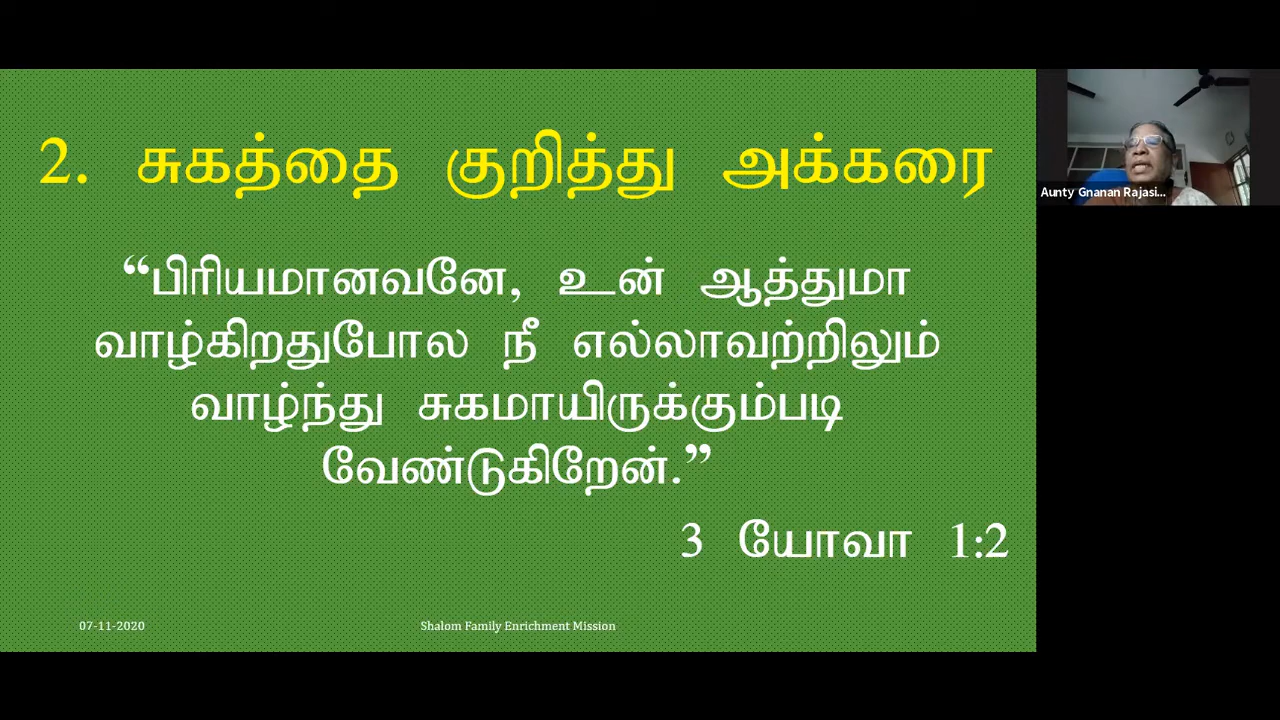 2. சுகத்தை குறித்து அக்கரை
“பிரியமானவனே, உன் ஆத்துமா
வாழ்கிறதுபோல நீ எல்லாவற்றிலும்
வாழ்ந்து சுகமாயிருக்கும்படி
வேண்டுகிறேன்.”
3 யோவா 1:2
07-11-2020
Shalom Family Enrichment Mission
Aunty Gnanan Rajasi...